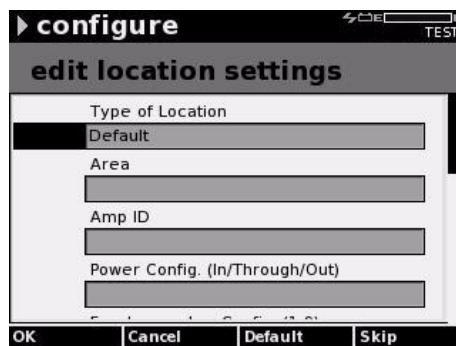 configure
TEST
edit location settings
Type of Location
Default
Area
Amp ID
Power Config. (In/Through/Out)
OK Cancel Default Skip